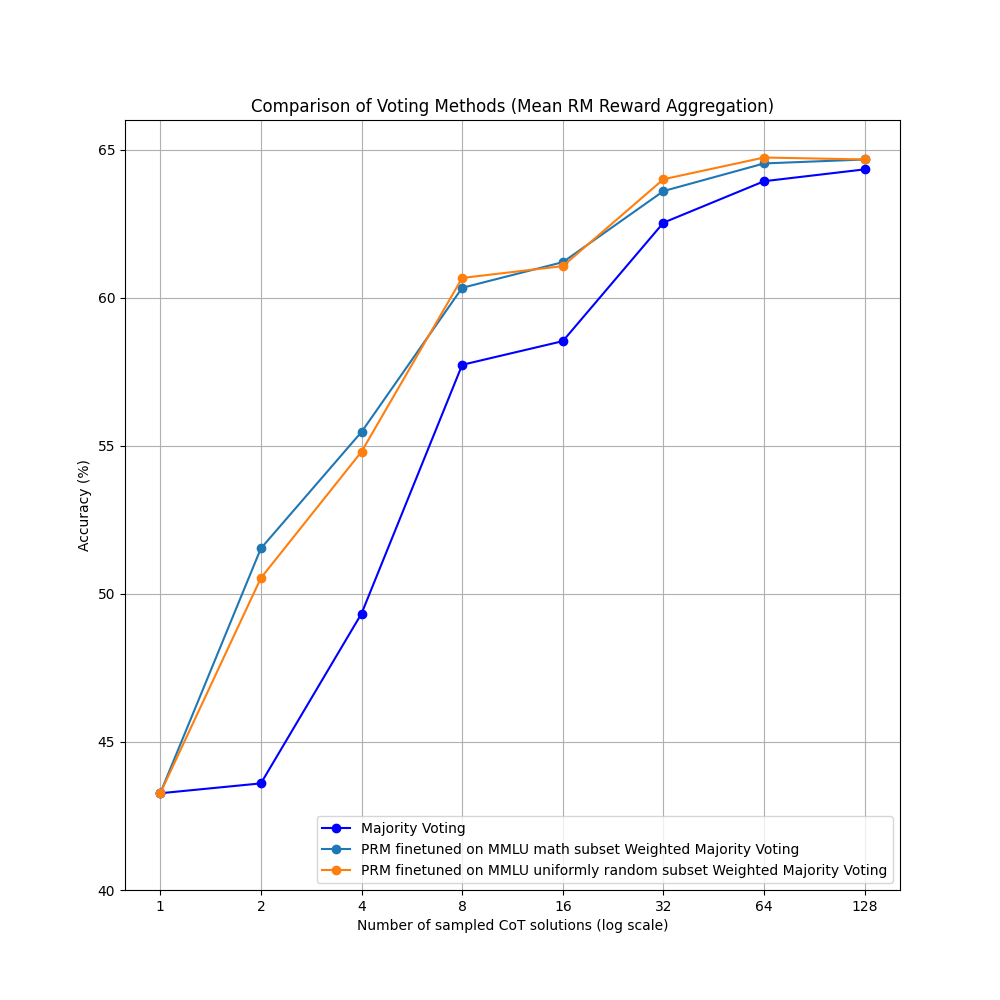 Comparison of Voting Methods (Mean RM Reward Aggregation)
Accuracy (%)
65
60
55
50
45
40
Majority Voting
PRM finetuned on MMLU math subset Weighted Majority Voting
PRM finetuned on MMLU uniformly random subset Weighted Majority Voting
1 2 4 8 16 32 64 128
Number of sampled CoT solutions (log scale)